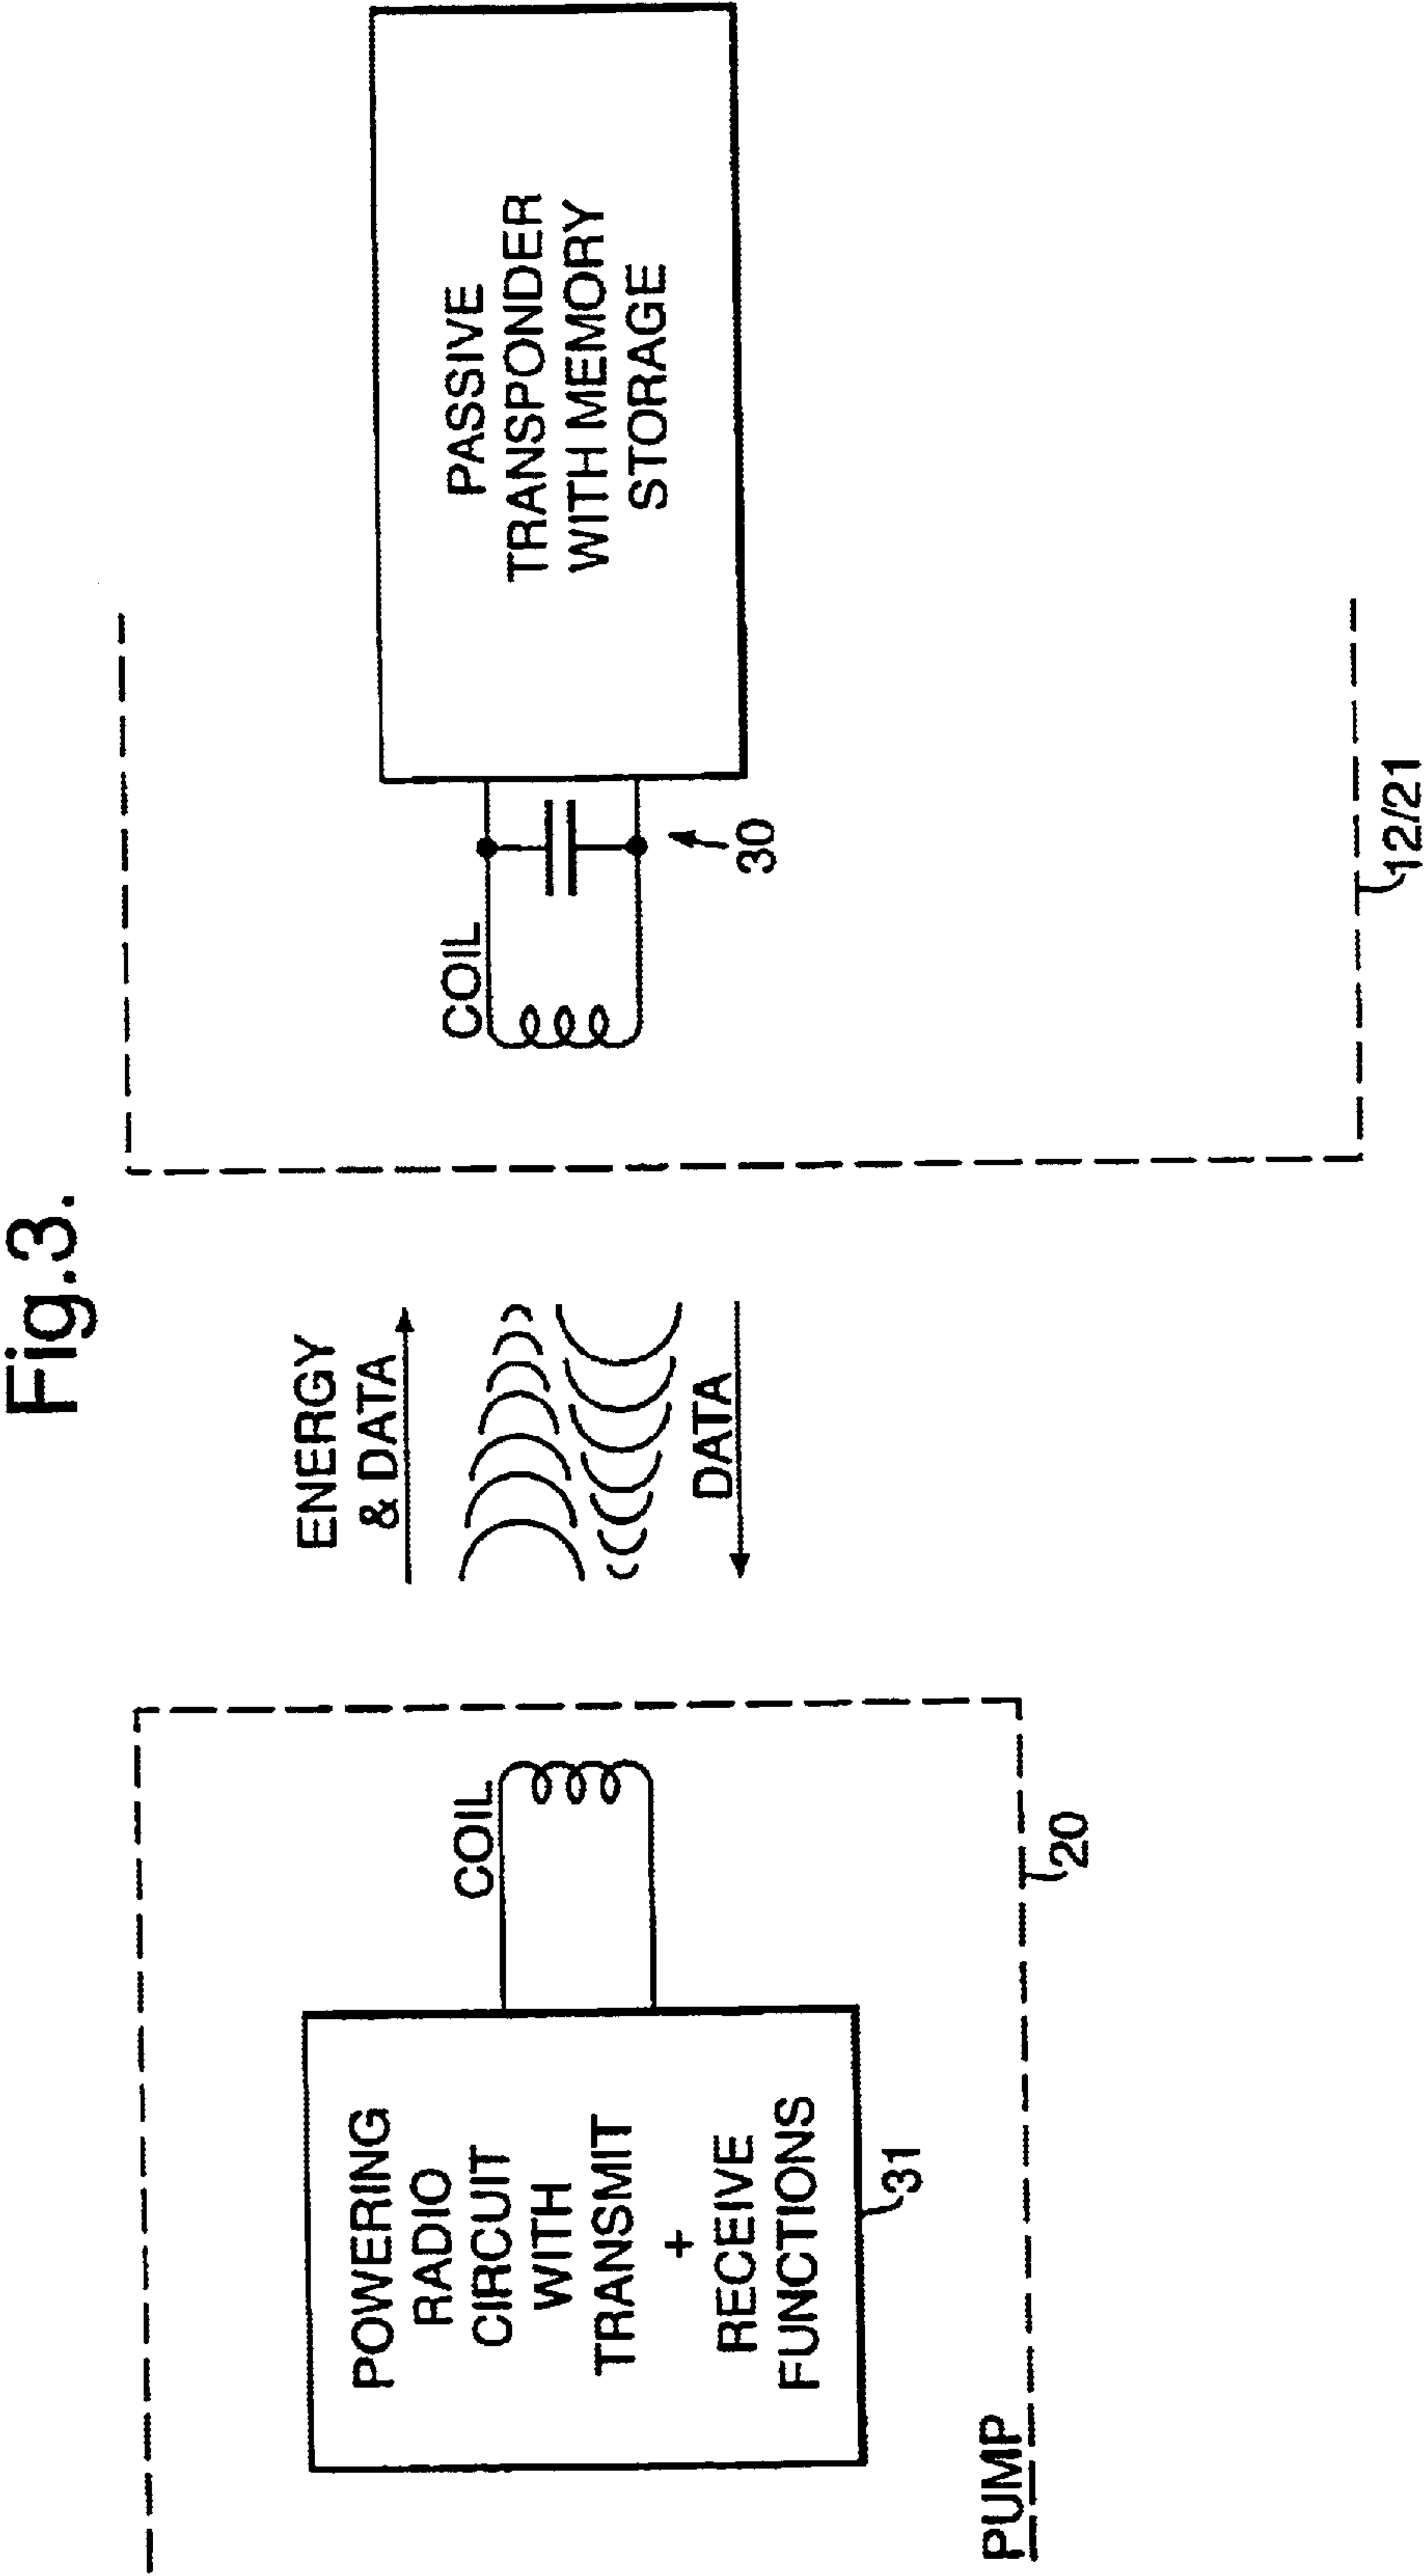 Fig.3.
POWERING
RADIO
CIRCUIT
WITH
TRANSMIT
+
RECEIVE
FUNCTIONS
31
COIL
PUMP
20
ENERGY
& DATA
DATA
COIL
30
PASSIVE
TRANSPONDER
WITH MEMORY
STORAGE
12/21